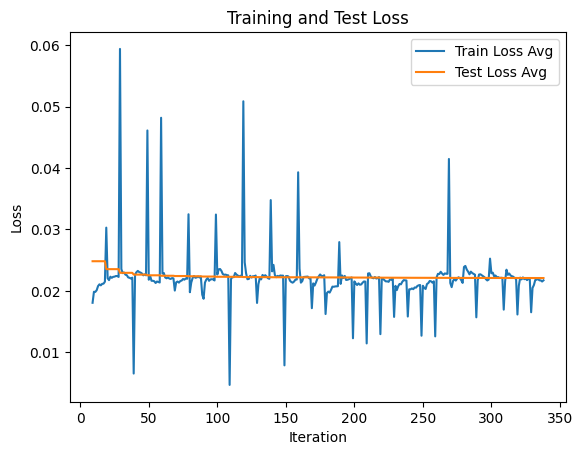 Training and Test Loss
Train Loss Avg
Test Loss Avg
0.06
0.05
0.04
0.03
0.02
0.01
Loss
0 50 100 150 200 250 300 350
Iteration